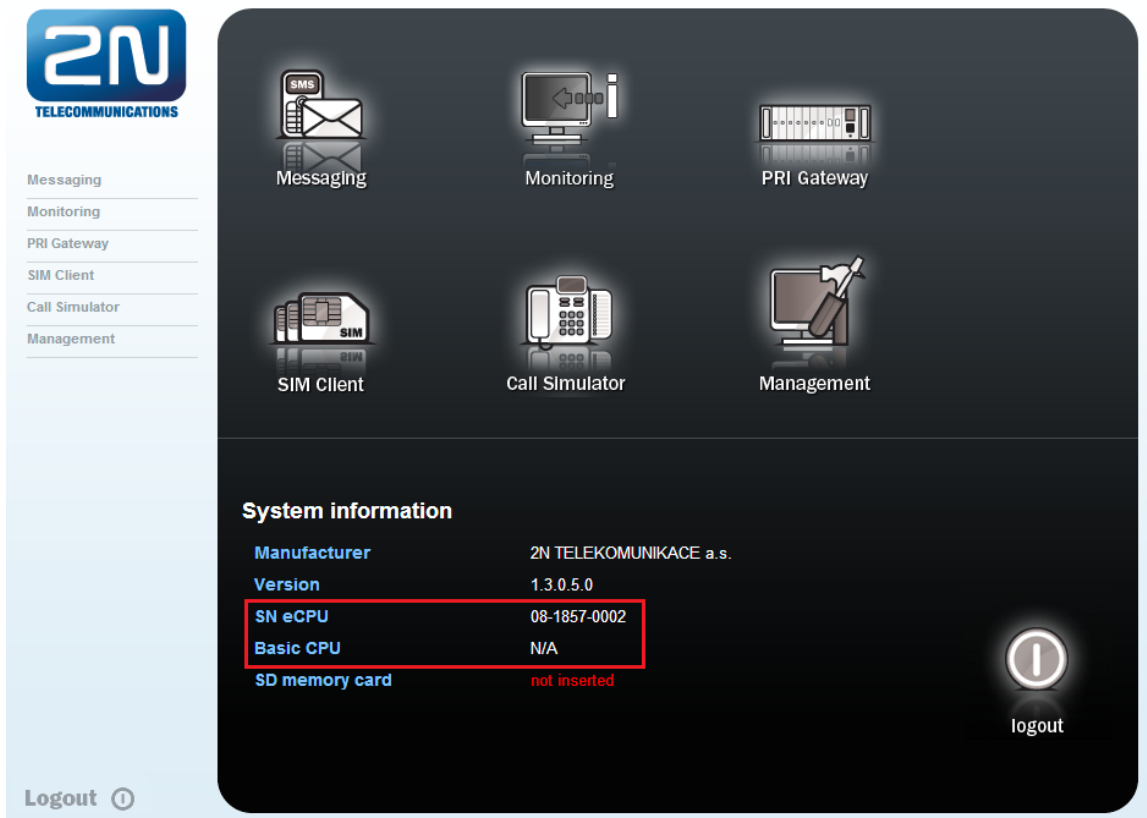 2N
TELECOMMUNICATIONS
Messaging
Monitoring
PRI Gateway
SIM Client
Call Simulator
Management
Logout
SMS
Messaging
i
Monitoring
PRI Gateway
SIM
SIM Client
Call Simulator
Management
System information
Manufacturer 2N TELEKOMUNIKACE a.s.
Version 1.3.0.5.0
SN eCPU 08-1857-0002
Basic CPU N/A
SD memory card not inserted
logout